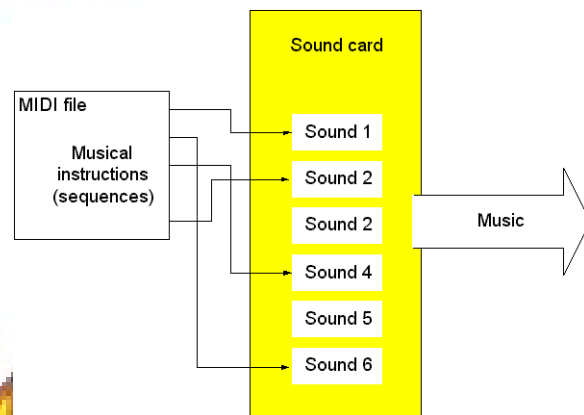 Sound card
MIDI file
Musical
instructions
(sequences)
Sound 1
Sound 2
Sound 2
Sound 4
Sound 5
Sound 6
Music